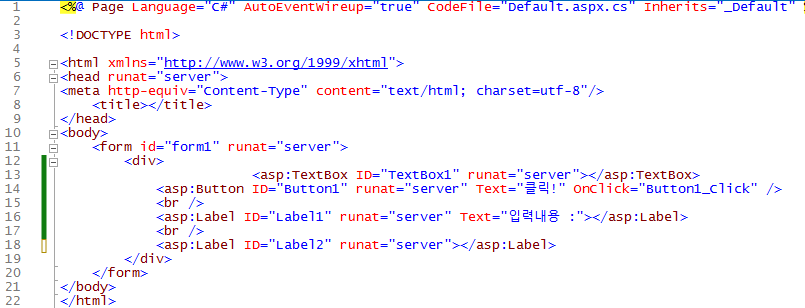 1 <%@ Page Language="C#" AutoEventWireup="true" CodeFile="Default.aspx.cs" Inherits="_Default"
2
3 <!DOCTYPE html>
4
5 <html xmlns="http://www.w3.org/1999/xhtml">
6 <head runat="server">
7 <meta http-equiv="Content-Type" content="text/html; charset=utf-8"/>
8 <title></title>
9 </head>
10 <body>
11 <form id="form1" runat="server">
12 <div>
13 <asp:TextBox ID="TextBox1" runat="server"></asp:TextBox>
14 <asp:Button ID="Button1" runat="server" Text="클릭!" OnClick="Button1_Click" />
15 <br />
16 <asp:Label ID="Label1" runat="server" Text="입력내용 :"></asp:Label>
17 <br />
18 <asp:Label ID="Label2" runat="server"></asp:Label>
19 </div>
20 </form>
21 </body>
22 </html>